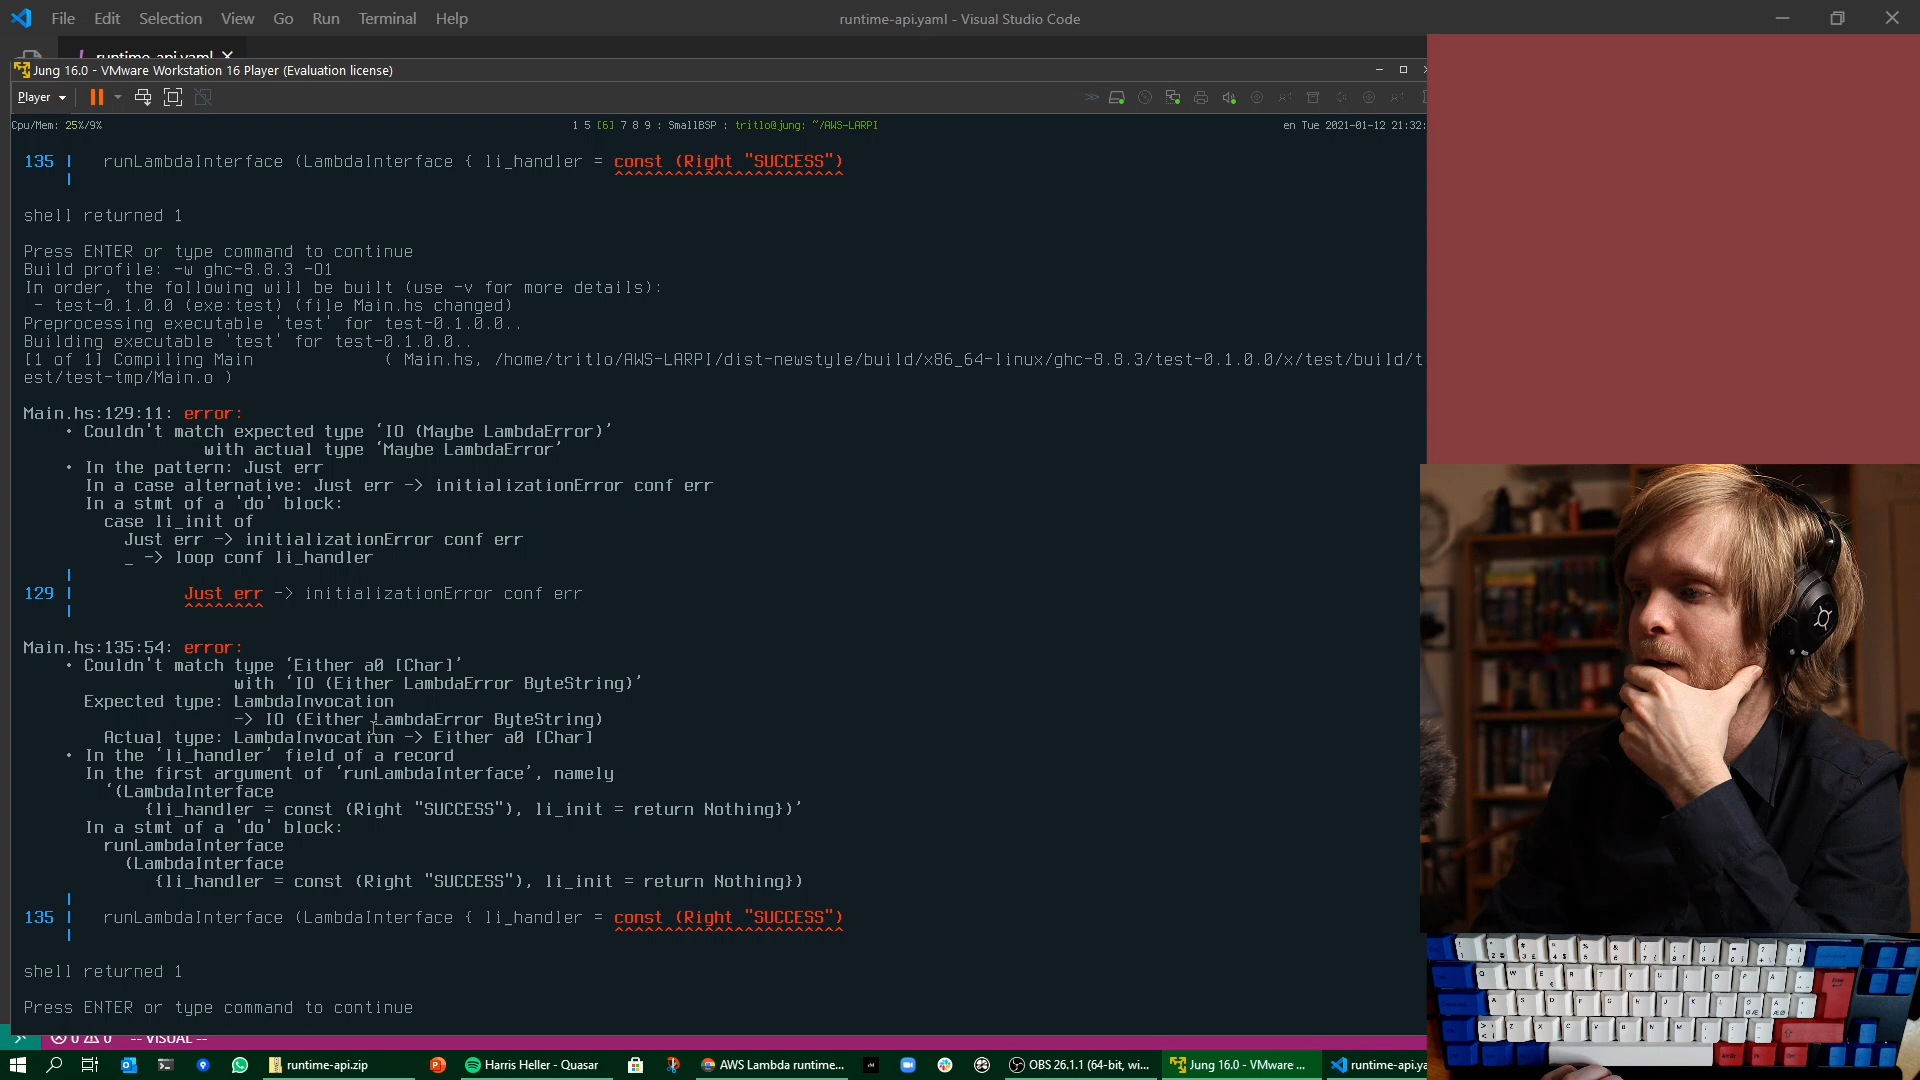 File Edit Selection View Go Run Terminal Help
runtime-api.yaml - Visual Studio Code
runtime-api.yaml
Jung 16.0 - VMware Workstation 16 Player (Evaluation license)
Player
Cpu/Mem: 25%/9%
1 5 [6] 7 8 9 : SmallBSP : tritlo@jung: ~/AWS-LARPI
en Tue 2021-01-12 21:32:
135 | runLambdaInterface (LambdaInterface { li_handler = const (Right "SUCCESS")
| ^^^^^^^^^^^^^^^^^^^^^^^
shell returned 1
Press ENTER or type command to continue
Build profile: -w ghc-8.8.3 -O1
In order, the following will be built (use -v for more details):
- test-0.1.0.0 (exe:test) (file Main.hs changed)
Preprocessing executable 'test' for test-0.1.0.0..
Building executable 'test' for test-0.1.0.0..
[1 of 1] Compiling Main ( Main.hs, /home/tritlo/AWS-LARPI/dist-newstyle/build/x86_64-linux/ghc-8.8.3/test-0.1.0.0/x/test/build/t
est/test-tmp/Main.o )
Main.hs:129:11: error:
• Couldn't match expected type ‘IO (Maybe LambdaError)’
with actual type ‘Maybe LambdaError’
• In the pattern: Just err
In a case alternative: Just err -> initializationError conf err
In a stmt of a 'do' block:
case li_init of
Just err -> initializationError conf err
_ -> loop conf li_handler
|
129 | Just err -> initializationError conf err
| ^^^^^^^^
Main.hs:135:54: error:
• Couldn't match type ‘Either a0 [Char]’
with ‘IO (Either LambdaError ByteString)’
Expected type: LambdaInvocation
-> IO (Either LambdaError ByteString)
Actual type: LambdaInvocation -> Either a0 [Char]
• In the ‘li_handler’ field of a record
In the first argument of ‘runLambdaInterface’, namely
‘(LambdaInterface
{li_handler = const (Right "SUCCESS"), li_init = return Nothing})’
In a stmt of a 'do' block:
runLambdaInterface
(LambdaInterface
{li_handler = const (Right "SUCCESS"), li_init = return Nothing})
|
135 | runLambdaInterface (LambdaInterface { li_handler = const (Right "SUCCESS")
| ^^^^^^^^^^^^^^^^^^^^^^^
shell returned 1
Press ENTER or type command to continue
0 0 -- VISUAL --
runtime-api.zip
Harris Heller - Quasar
AWS Lambda runtime...
OBS 26.1.1 (64-bit, wi...
Jung 16.0 - VMware ...
runtime-api.ya